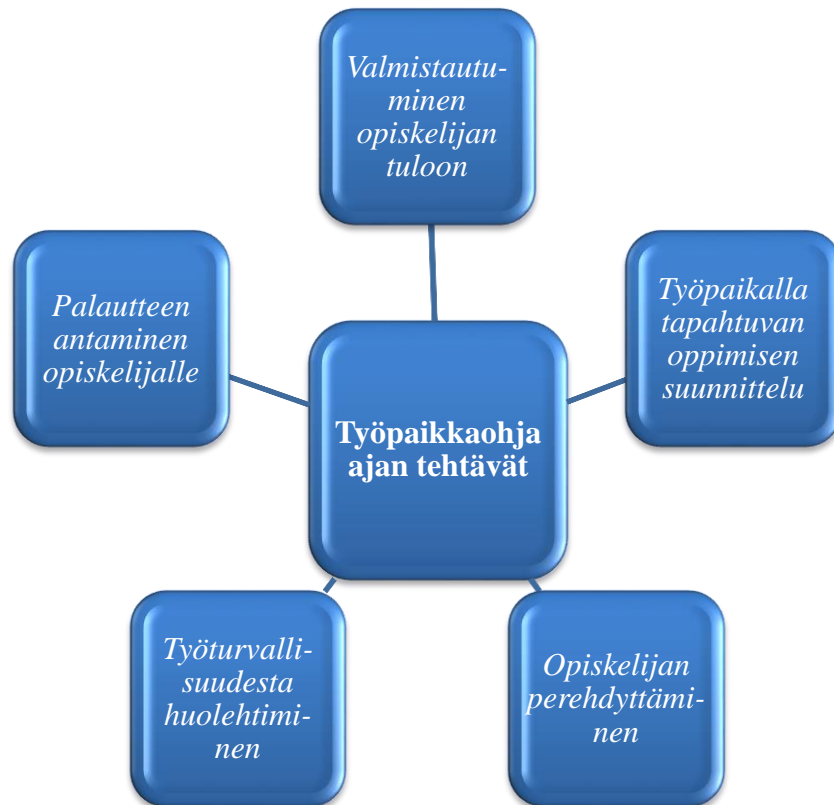 Valmistautu-
minen
opiskelijan
tuloon
Työpaikalla
tapahtuvan
oppimisen
suunnittelu
Palautteen
antaminen
opiskelijalle
Työpaikkaohja
ajan tehtävät
Työturvalli-
suudesta
huolehtimi-
nen
Opiskelijan
perehdyttämi-
nen